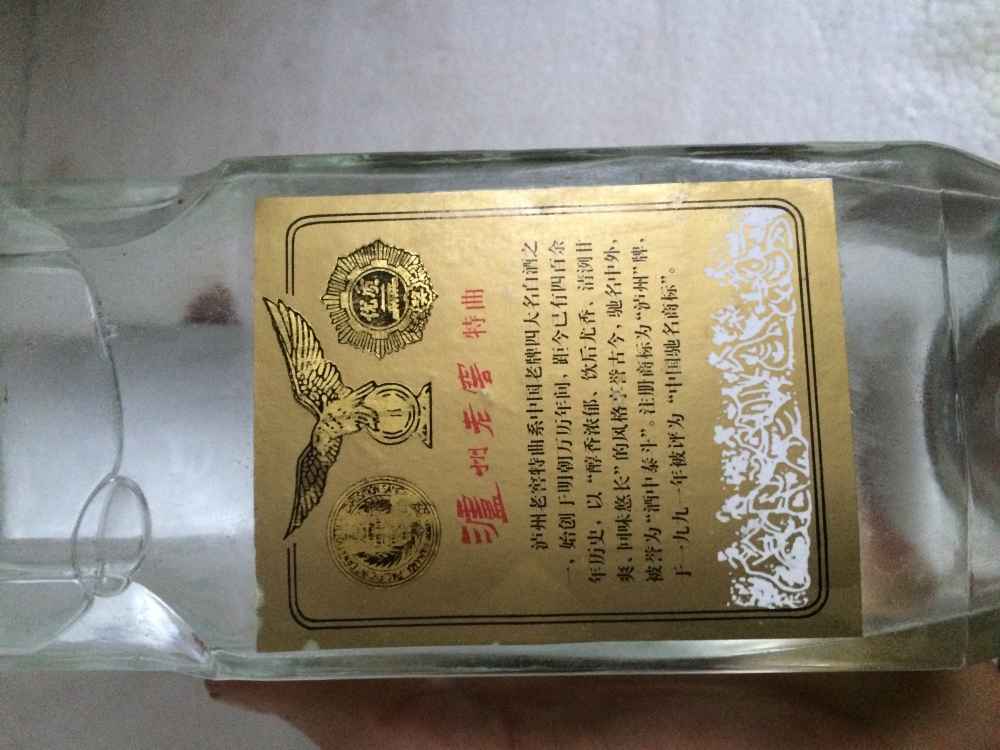 优质
奖
泸州老窖 特曲
泸州老窖特曲系中国老牌四大名白酒之
一，始创于明朝万历年间，距今已有四百余
年历史，以“醇香浓郁、饮后尤香、清洌甘
爽、回味悠长”的风格享誉古今，驰名中外，
被誉为“酒中泰斗”。注册商标为“泸州”牌，
于一九九一年被评为“中国驰名商标”。